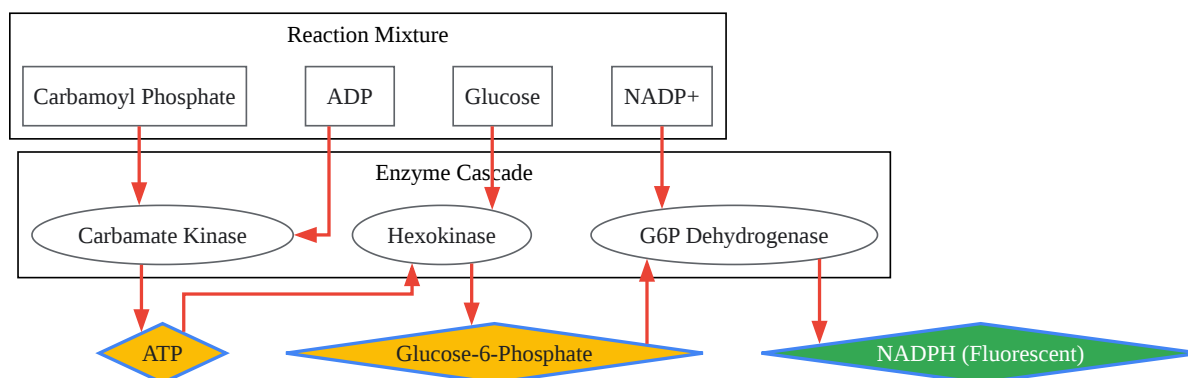 Reaction Mixture
Carbamoyl Phosphate
ADP
Glucose
NADP+
Enzyme Cascade
Carbamate Kinase
Hexokinase
G6P Dehydrogenase
ATP
Glucose-6-Phosphate
NADPH (Fluorescent)